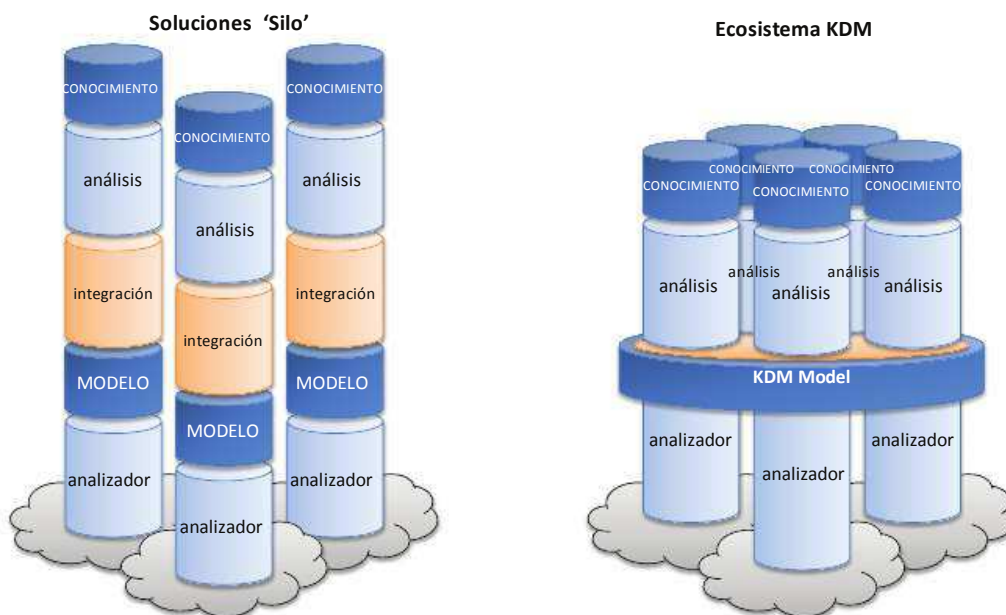 Soluciones ‘Silo’
CONOCIMIENTO
análisis
integración
MODELO
analizador
CONOCIMIENTO
análisis
integración
MODELO
analizador
CONOCIMIENTO
análisis
integración
MODELO
analizador
Ecosistema KDM
CONOCIMIENTO
CONOCIMIENTO
CONOCIMIENTO
CONOCIMIENTO
CONOCIMIENTO
análisis
análisis
análisis
análisis
análisis
KDM Model
analizador
analizador
analizador